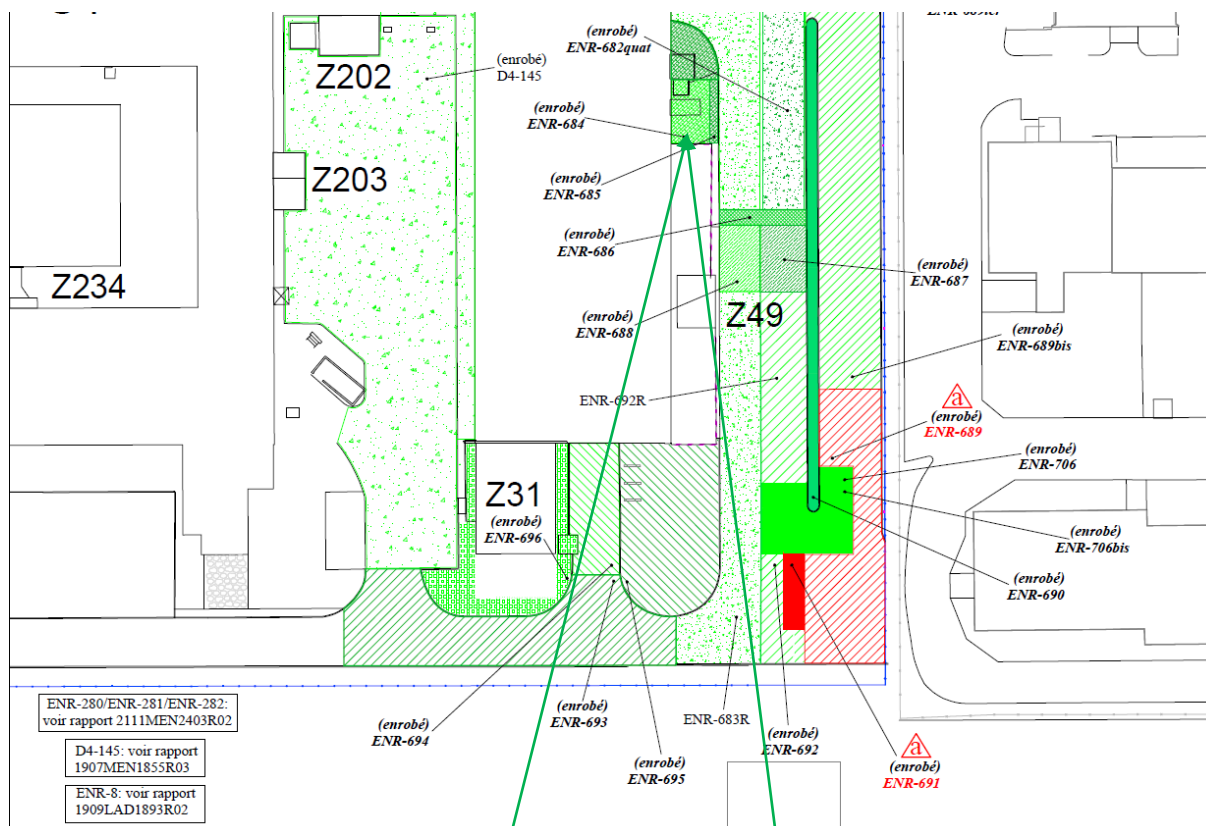 Z202
(enrobé)
D4-145
(enrobé)
ENR-682quat
(enrobé)
ENR-684
Z203
(enrobé)
ENR-685
(enrobé)
ENR-686
(enrobé)
ENR-687
Z234
(enrobé)
ENR-688
Z49
(enrobé)
ENR-689bis
ENR-692R
a
(enrobé)
ENR-689
(enrobé)
ENR-706
Z31
(enrobé)
ENR-696
(enrobé)
ENR-706bis
(enrobé)
ENR-690
ENR-280/ENR-281/ENR-282:
voir rapport 2111MEN2403R02
(enrobé)
ENR-694
(enrobé)
ENR-693
ENR-683R
(enrobé)
ENR-692
D4-145: voir rapport
1907MEN1855R03
(enrobé)
ENR-695
a
(enrobé)
ENR-691
ENR-8: voir rapport
1909LAD1893R02